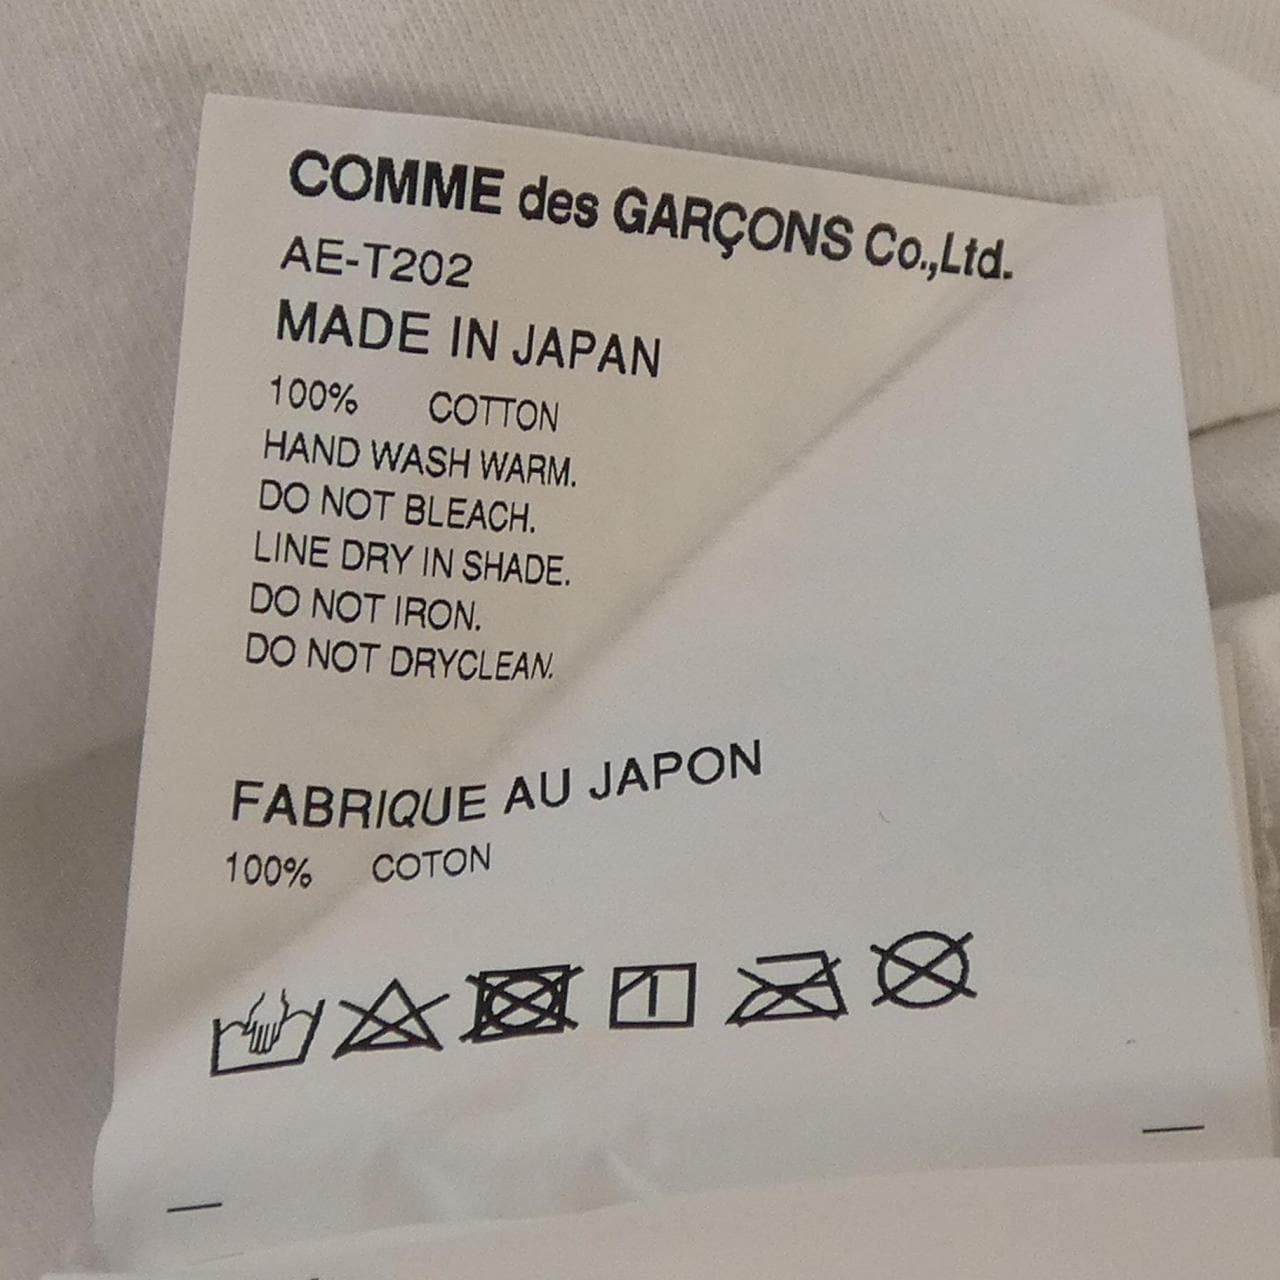 COMME des GARÇONS Co.,Ltd.
AE-T202
MADE IN JAPAN
100% COTTON
HAND WASH WARM.
DO NOT BLEACH.
LINE DRY IN SHADE.
DO NOT IRON.
DO NOT DRYCLEAN.
FABRIQUE AU JAPON
100% COTON